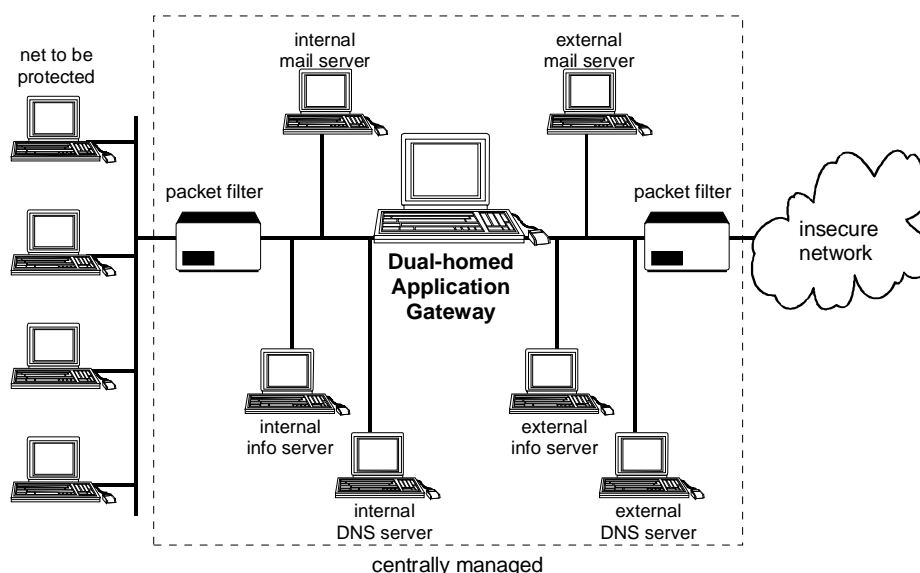 net to be
protected
internal
mail server
external
mail server
packet filter
packet filter
insecure
network
Dual-homed
Application
Gateway
internal
info server
external
info server
internal
DNS server
external
DNS server
centrally managed